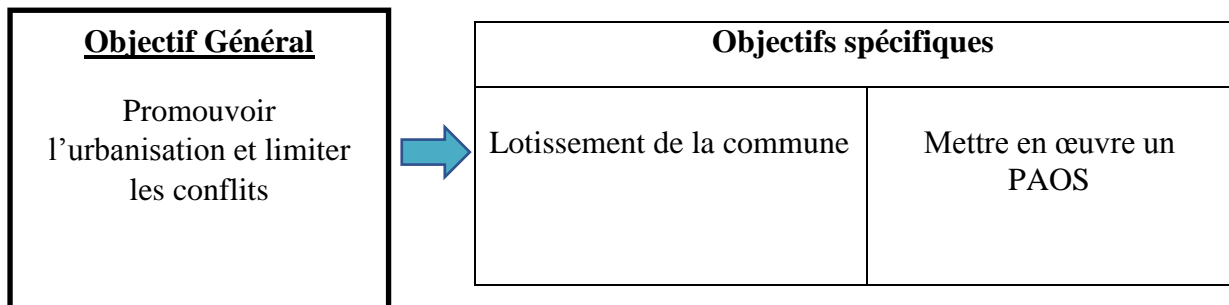 Objectif Général
Promouvoir
l’urbanisation et limiter
les conflits
Objectifs spécifiques
Lotissement de la commune
Mettre en œuvre un
PAOS